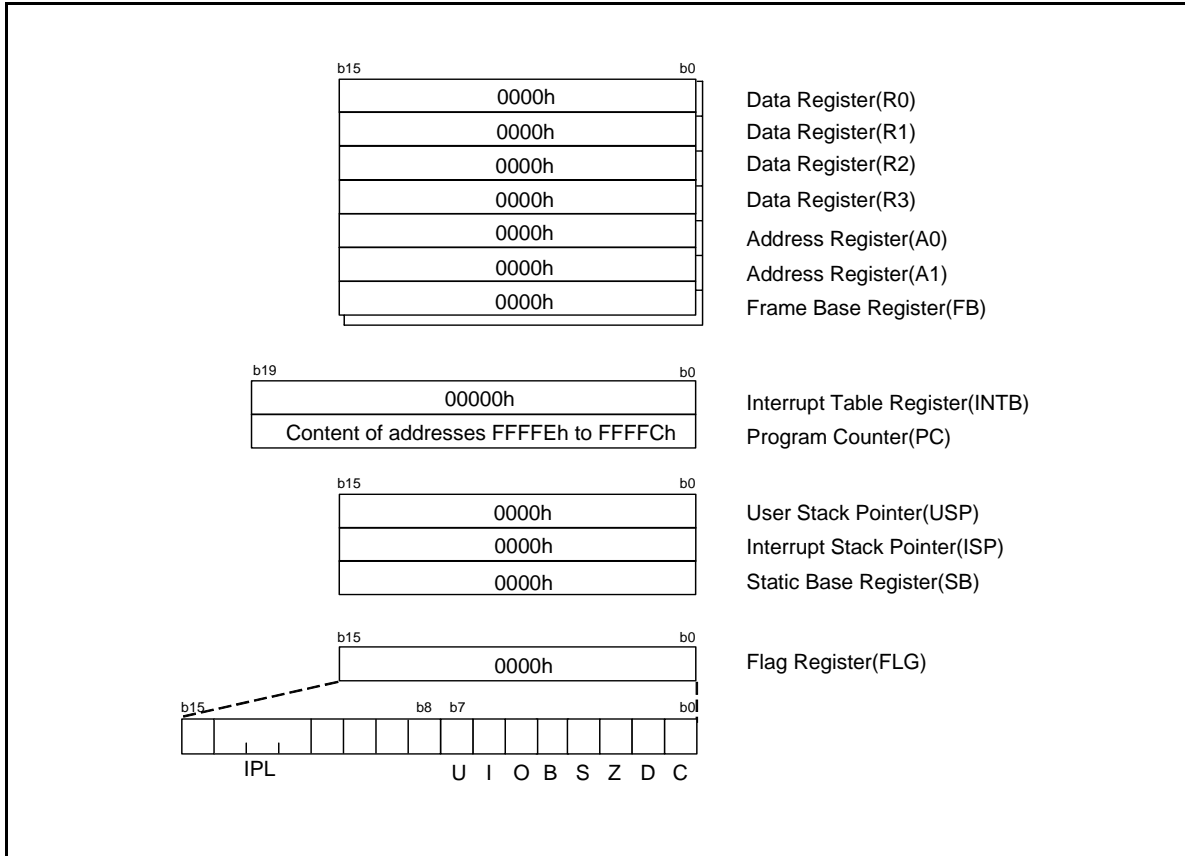 b15 b0
0000h Data Register(R0)
0000h Data Register(R1)
0000h Data Register(R2)
0000h Data Register(R3)
0000h Address Register(A0)
0000h Address Register(A1)
0000h Frame Base Register(FB)
b19 b0
00000h Interrupt Table Register(INTB)
Content of addresses FFFFEh to FFFFCh Program Counter(PC)
b15 b0
0000h User Stack Pointer(USP)
0000h Interrupt Stack Pointer(ISP)
0000h Static Base Register(SB)
b15 b0
0000h Flag Register(FLG)
b15 b8 b7 b0
IPL U I O B S Z D C